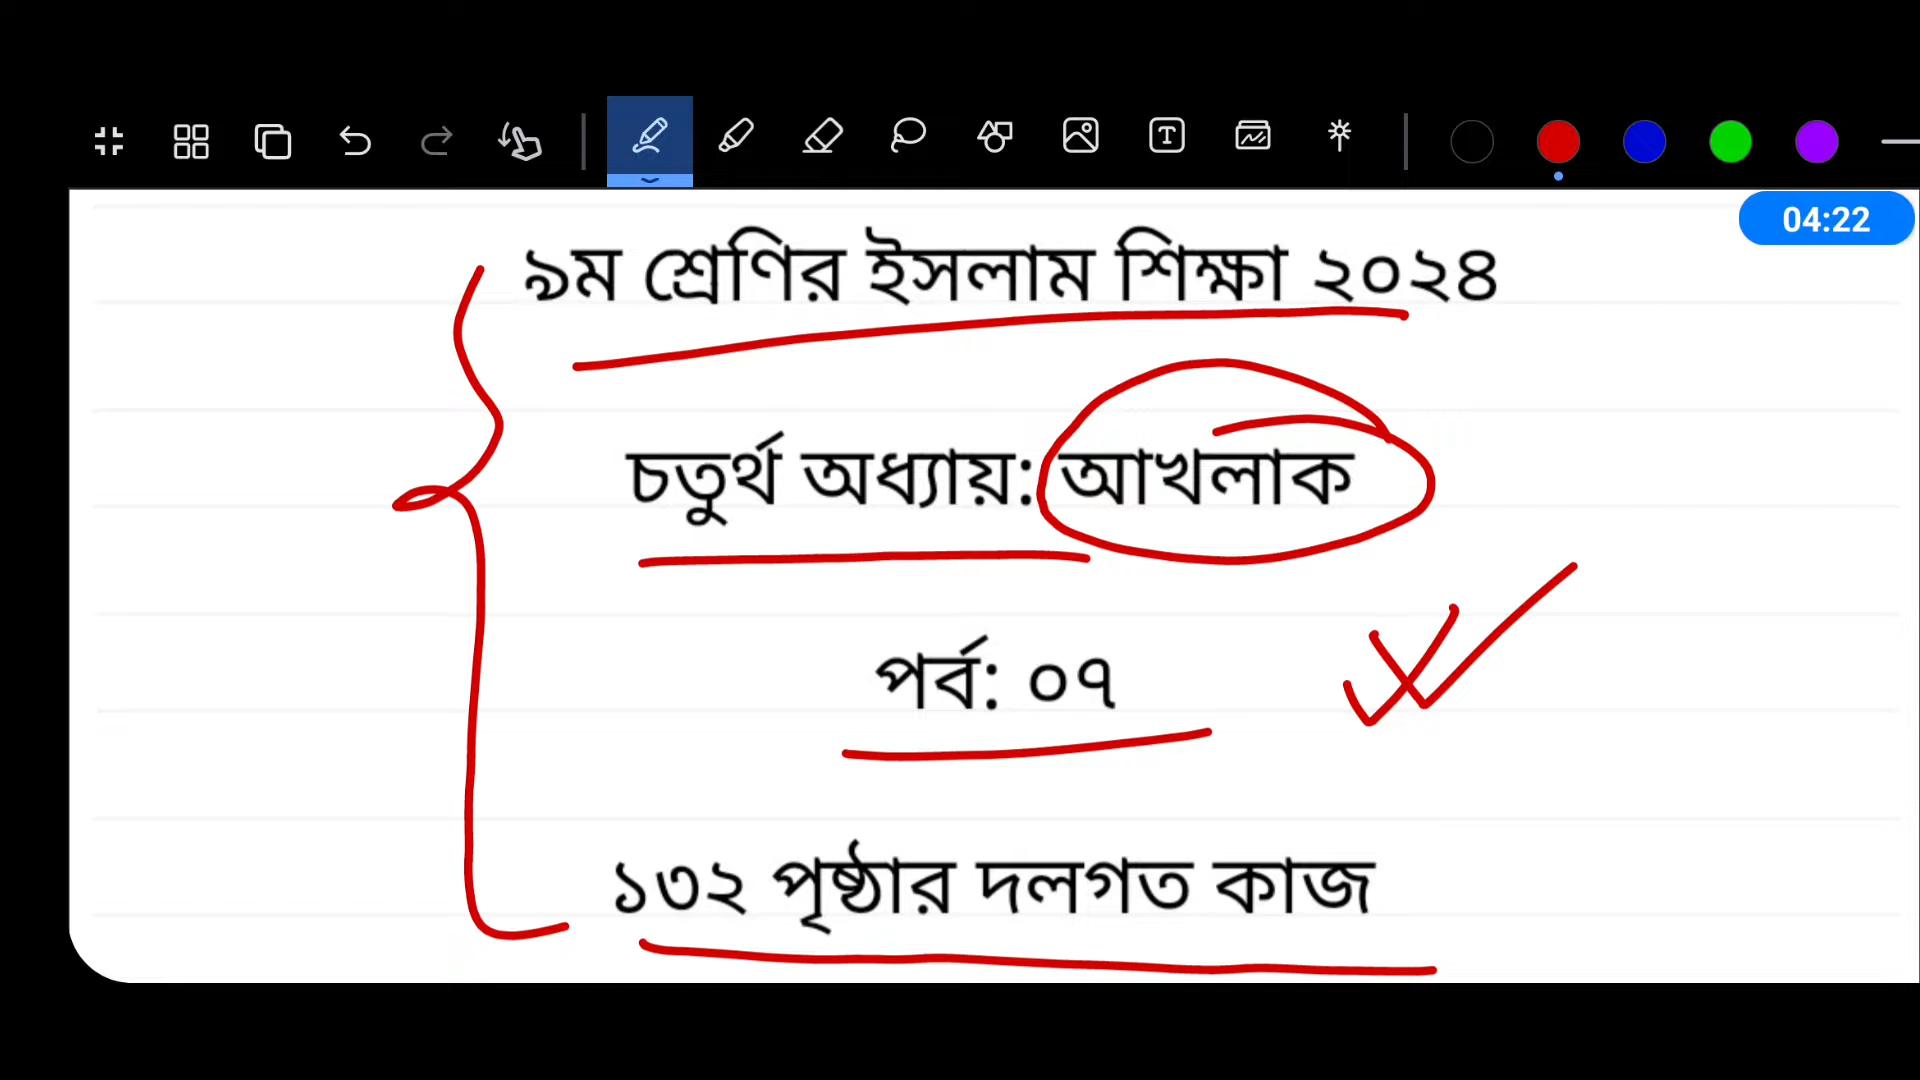 04:22
৯ম শ্রেণির ইসলাম শিক্ষা ২০২৪
চতুর্থ অধ্যায়: আখলাক
পর্ব: ০৭
১৩২ পৃষ্ঠার দলগত কাজ